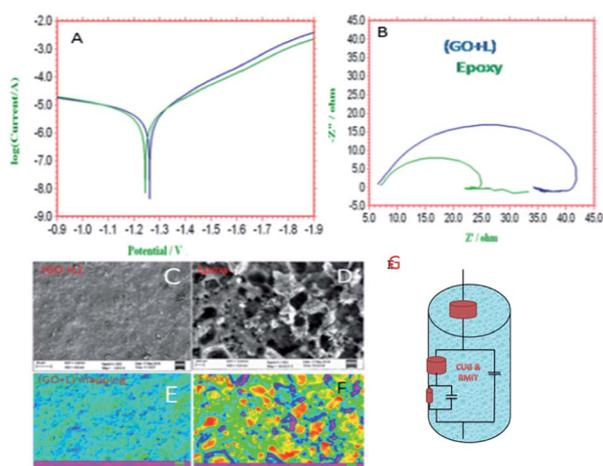 A
-2.0
-3.0
-4.0
-5.0
-6.0
-7.0
-8.0
-9.0
log(Current/A)
-0.9 -1.0 -1.1 -1.2 -1.3 -1.4 -1.5 -1.6 -1.7 -1.8 -1.9
Potential / V
B
(GO+L)
Epoxy
45.0
40.0
35.0
30.0
25.0
20.0
15.0
10.0
5.0
0
-5.0
-Z'' / ohm
5.0 10.0 15.0 20.0 25.0 30.0 35.0 40.0 45.0
Z' / ohm
(GO+L)
C
Epoxy
D
(GO+L) mapping
E
F
G
CUB &
RMIT